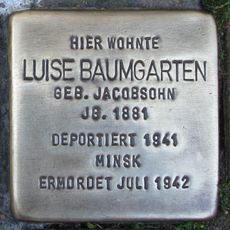 HIER WOHNTE
LUISE BAUMGARTEN
GEB. JACOBSOHN
JG. 1881
DEPORTIERT 1941
MINSK
ERMORDET JULI 1942